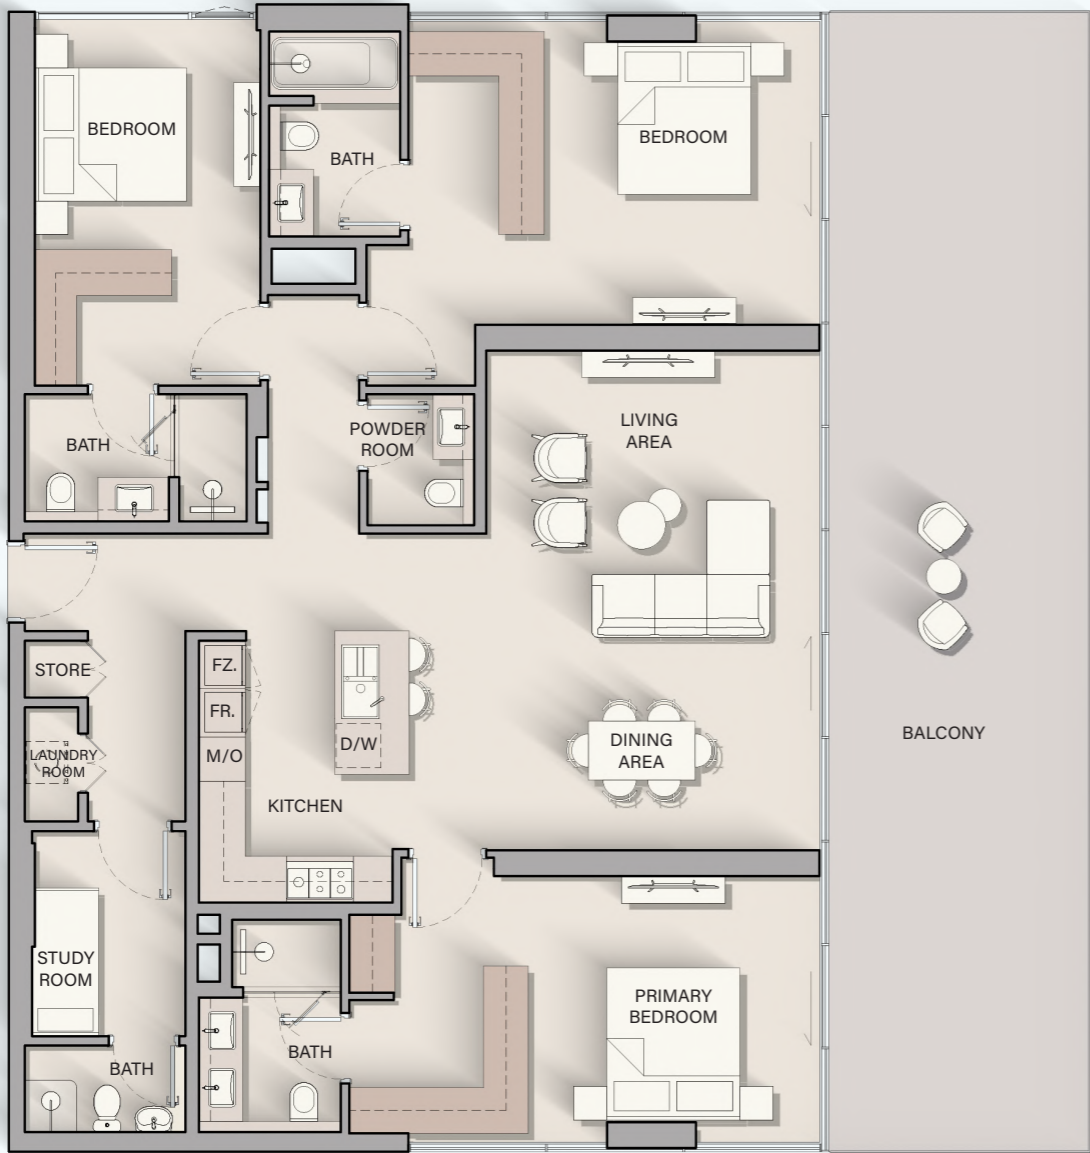 BEDROOM
BATH
BEDROOM
BATH
POWDER
ROOM
LIVING
AREA
STORE
FZ.
FR.
M/O
D/W
LAUNDRY
ROOM
KITCHEN
DINING
AREA
BALCONY
STUDY
ROOM
BATH
BATH
PRIMARY
BEDROOM